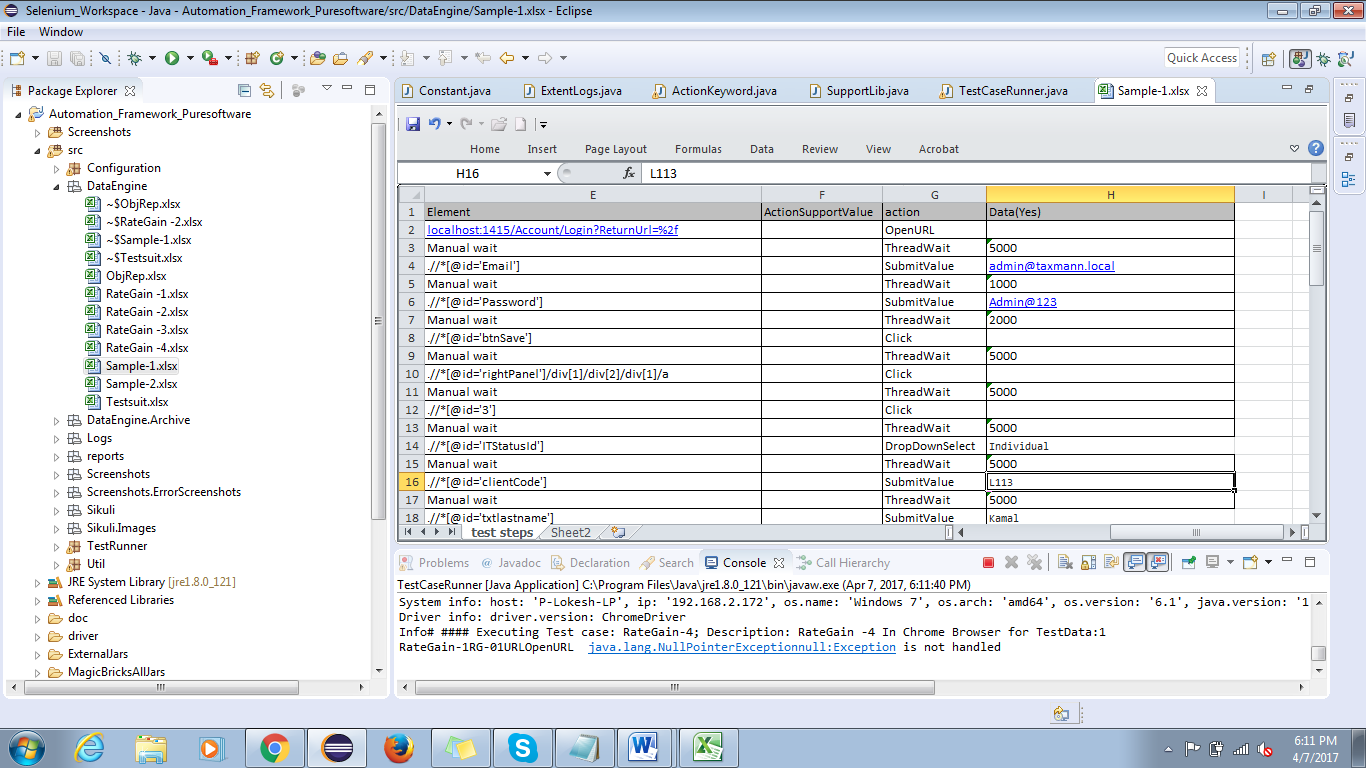 Selenium_Workspace - Java - Automation_Framework_Puresoftware/src/DataEngine/Sample-1.xlsx - Eclipse
File Window
Quick Access
Package Explorer
Automation_Framework_Puresoftware
Screenshots
src
Configuration
DataEngine
~$ObjRep.xlsx
~$RateGain -2.xlsx
~$Sample-1.xlsx
~$Testsuit.xlsx
ObjRep.xlsx
RateGain -1.xlsx
RateGain -2.xlsx
RateGain -3.xlsx
RateGain -4.xlsx
Sample-1.xlsx
Sample-2.xlsx
Testsuit.xlsx
DataEngine.Archive
Logs
reports
Screenshots
Screenshots.ErrorScreenshots
Sikuli
Sikuli.Images
TestRunner
Util
JRE System Library [jre1.8.0_121]
Referenced Libraries
doc
driver
ExternalJars
MagicBricksAllJars
Constant.java ExtentLogs.java ActionKeyword.java SupportLib.java TestCaseRunner.java Sample-1.xlsx
Home Insert Page Layout Formulas Data Review View Acrobat
H16 fx L113
E F G H I
1 Element ActionSupportValue action Data(Yes)
2 localhost:1415/Account/Login?ReturnUrl=%2f OpenURL
3 Manual wait ThreadWait 5000
4 .//*[@id='Email'] SubmitValue admin@taxmann.local
5 Manual wait ThreadWait 1000
6 .//*[@id='Password'] SubmitValue Admin@123
7 Manual wait ThreadWait 2000
8 .//*[@id='btnSave'] Click
9 Manual wait ThreadWait 5000
10 .//*[@id='rightPanel']/div[1]/div[2]/div[1]/a Click
11 Manual wait ThreadWait 5000
12 .//*[@id='3'] Click
13 Manual wait ThreadWait 5000
14 .//*[@id='ITStatusId'] DropDownSelect Individual
15 Manual wait ThreadWait 5000
16 .//*[@id='clientCode'] SubmitValue L113
17 Manual wait ThreadWait 5000
18 .//*[@id='txtlastname'] SubmitValue Kamal
test steps Sheet2
Problems @ Javadoc Declaration Search Console Call Hierarchy
TestCaseRunner [Java Application] C:\Program Files\Java\jre1.8.0_121\bin\javaw.exe (Apr 7, 2017, 6:11:40 PM)
System info: host: 'P-Lokesh-LP', ip: '192.168.2.172', os.name: 'Windows 7', os.arch: 'amd64', os.version: '6.1', java.version: '1
Driver info: driver.version: ChromeDriver
Info# #### Executing Test case: RateGain-4; Description: RateGain -4 In Chrome Browser for TestData:1
RateGain-1RG-01URLOpenURL java.lang.NullPointerExceptionnull:Exception is not handled
6:11 PM
4/7/2017